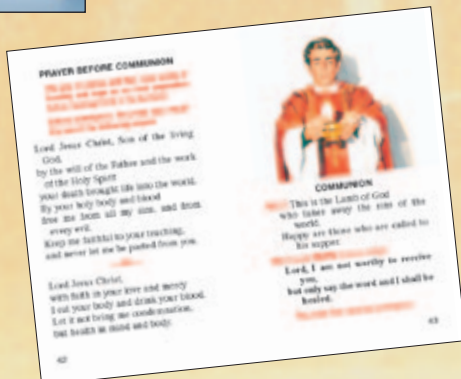 PRAYER BEFORE COMMUNION
Lord Jesus Christ, Son of the living
God,
by the will of the Father and the work
of the Holy Spirit
your death brought life into the world.
By your holy body and blood
free me from all my sins, and from
every evil.
Keep me faithful to your teaching,
and never let me be parted from you.
Lord Jesus Christ,
with faith in your love and mercy
I eat your body and drink your blood.
Let it not bring me condemnation,
but health in mind and body.
42
COMMUNION
This is the Lamb of God
who takes away the sins of the
world.
Happy are those who are called to
his supper.
Lord, I am not worthy to receive
you,
but only say the word and I shall be
healed.
43